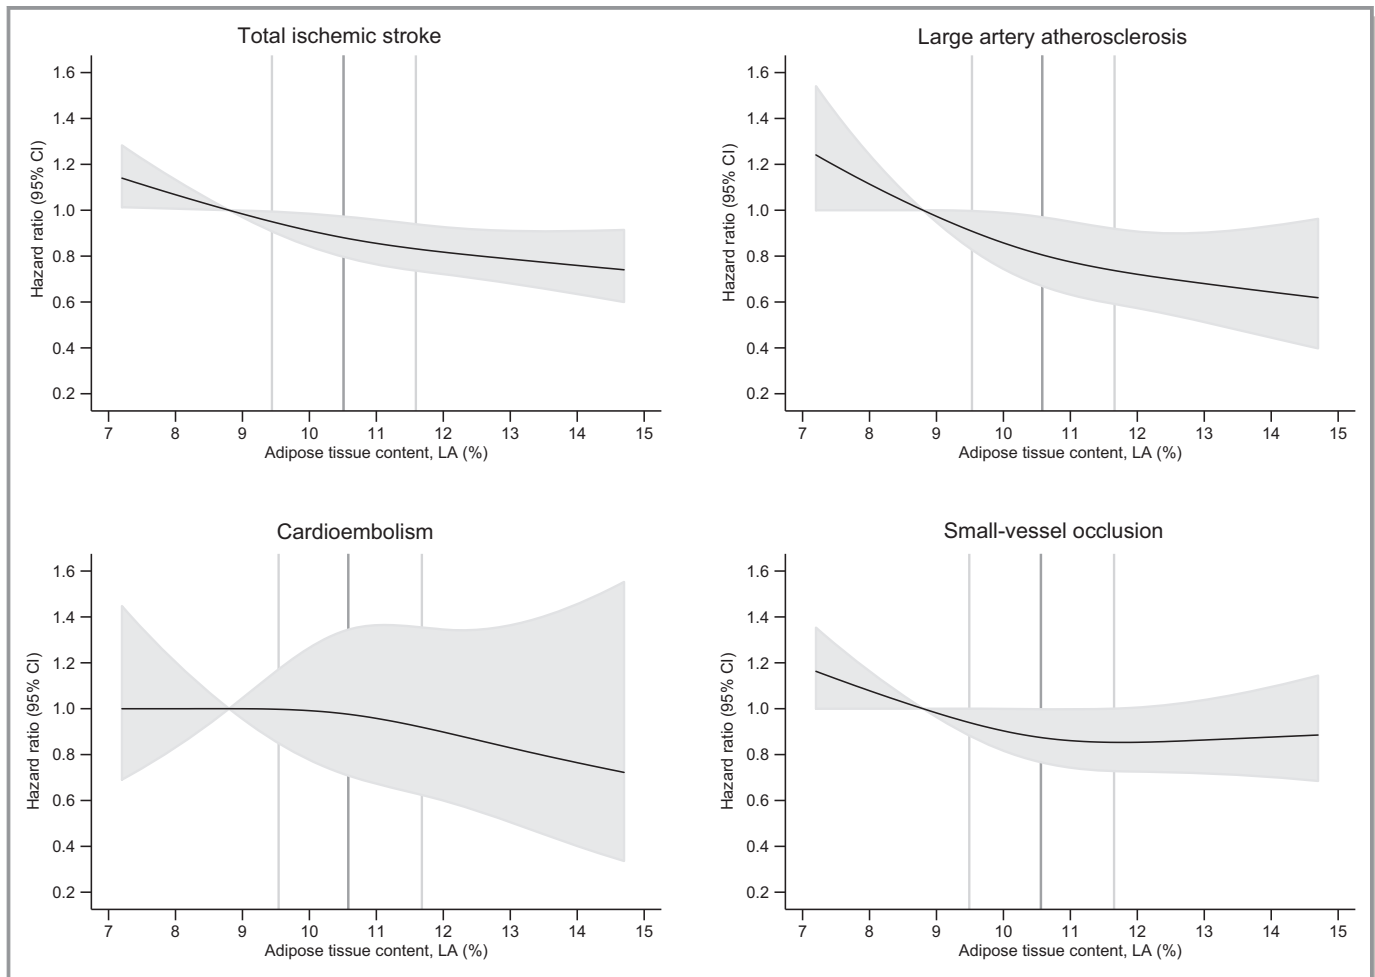 Total ischemic stroke
Hazard ratio (95% CI)
1.6
1.4
1.2
1.0
0.8
0.6
0.4
0.2
7 8 9 10 11 12 13 14 15
Adipose tissue content, LA (%)
Large artery atherosclerosis
Hazard ratio (95% CI)
1.6
1.4
1.2
1.0
0.8
0.6
0.4
0.2
7 8 9 10 11 12 13 14 15
Adipose tissue content, LA (%)
Cardioembolism
Hazard ratio (95% CI)
1.6
1.4
1.2
1.0
0.8
0.6
0.4
0.2
7 8 9 10 11 12 13 14 15
Adipose tissue content, LA (%)
Small-vessel occlusion
Hazard ratio (95% CI)
1.6
1.4
1.2
1.0
0.8
0.6
0.4
0.2
7 8 9 10 11 12 13 14 15
Adipose tissue content, LA (%)